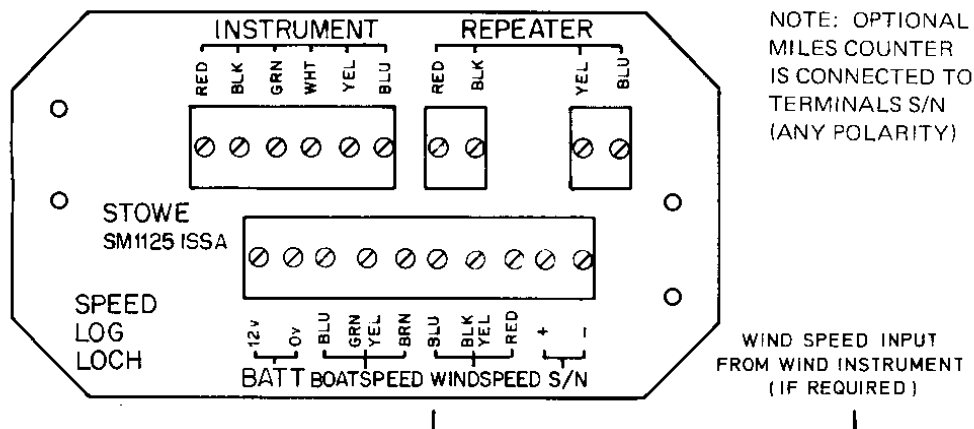 INSTRUMENT
REPEATER
RED
BLK
GRN
WHT
YEL
BLU
RED
BLK
YEL
BLU
NOTE: OPTIONAL
MILES COUNTER
IS CONNECTED TO
TERMINALS S/N
(ANY POLARITY)
STOWE
SM1125 ISSA
SPEED
LOG
LOCH
12v
0v
BLU
GRN
YEL
BRN
BLU
BLK
YEL
RED
+
-
BATT BOATSPEED WINDSPEED S/N
WIND SPEED INPUT
FROM WIND INSTRUMENT
(IF REQUIRED)